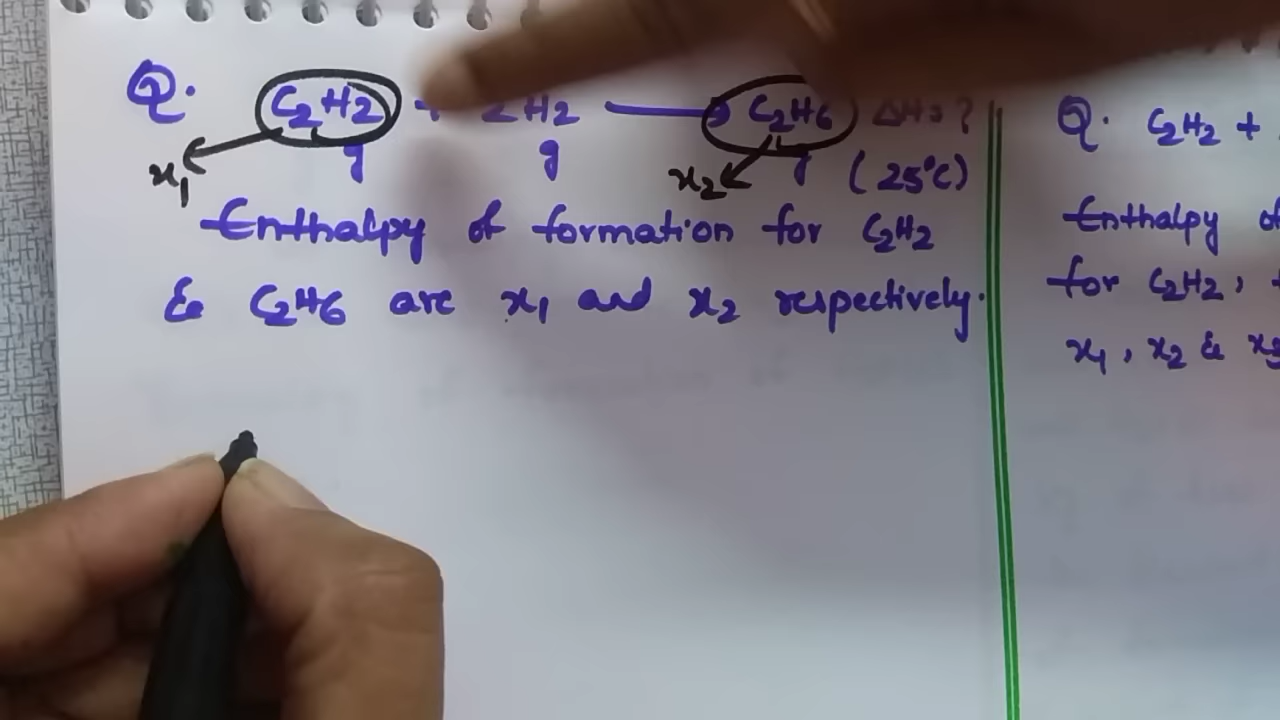 Q. C2H2 + 2H2 → C2H6 ΔH = ?
g g g (25°C)
x1 x2
Enthalpy of formation for C2H2
& C2H6 are x1 and x2 respectively.
Q. C2H2 +
Enthalpy of
for C2H2,
x1, x2 & x3